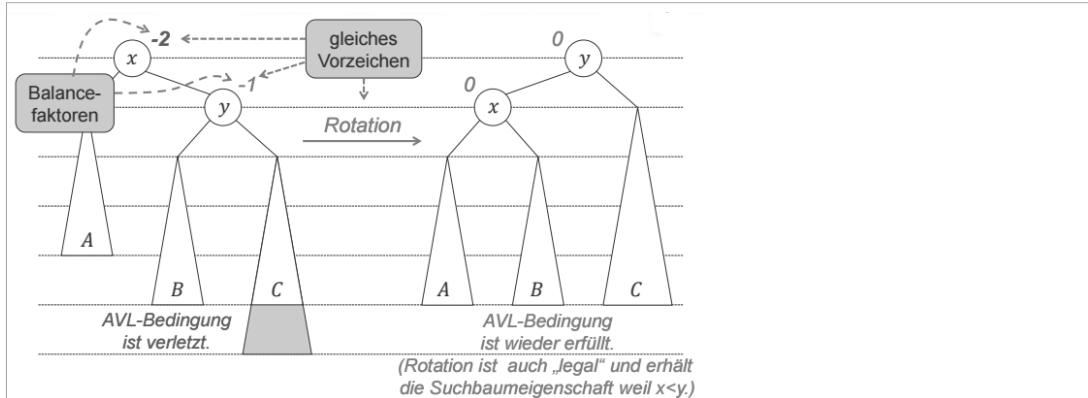 -2
x
gleiches
Vorzeichen
0
y
Balance-
faktoren
-1
y
0
x
Rotation
A
B
C
A
B
C
AVL-Bedingung
ist verletzt.
AVL-Bedingung
ist wieder erfüllt.
(Rotation ist auch „legal“ und erhält
die Suchbaumeigenschaft weil x<y.)